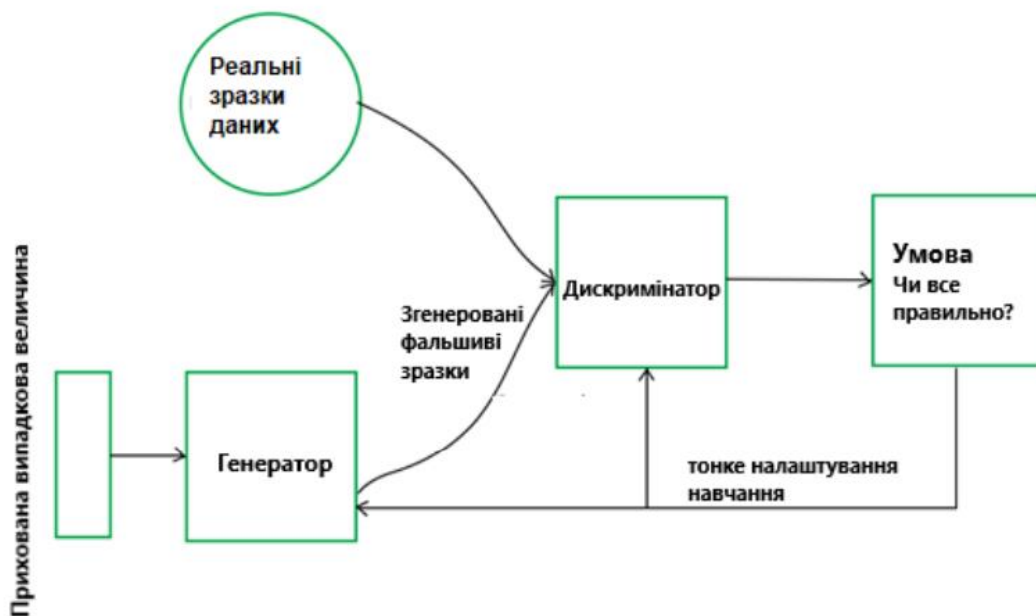 Реальні
зразки
даних
Умова
Чи все
правильно?
Дискримінатор
Згенеровані
фальшиві
зразки
Прихована випадкова величина
Генератор
тонке налаштування
навчання